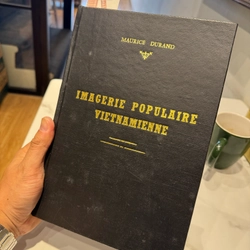 MAURICE DURAND
IMAGERIE POPULAIRE
VIETNAMIENNE